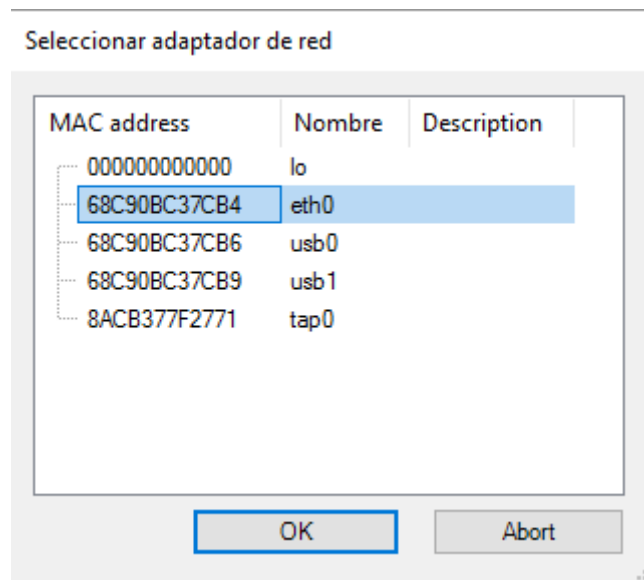 Seleccionar adaptador de red
MAC address Nombre Description
000000000000 lo
68C90BC37CB4 eth0
68C90BC37CB6 usb0
68C90BC37CB9 usb1
8ACB377F2771 tap0
OK Abort